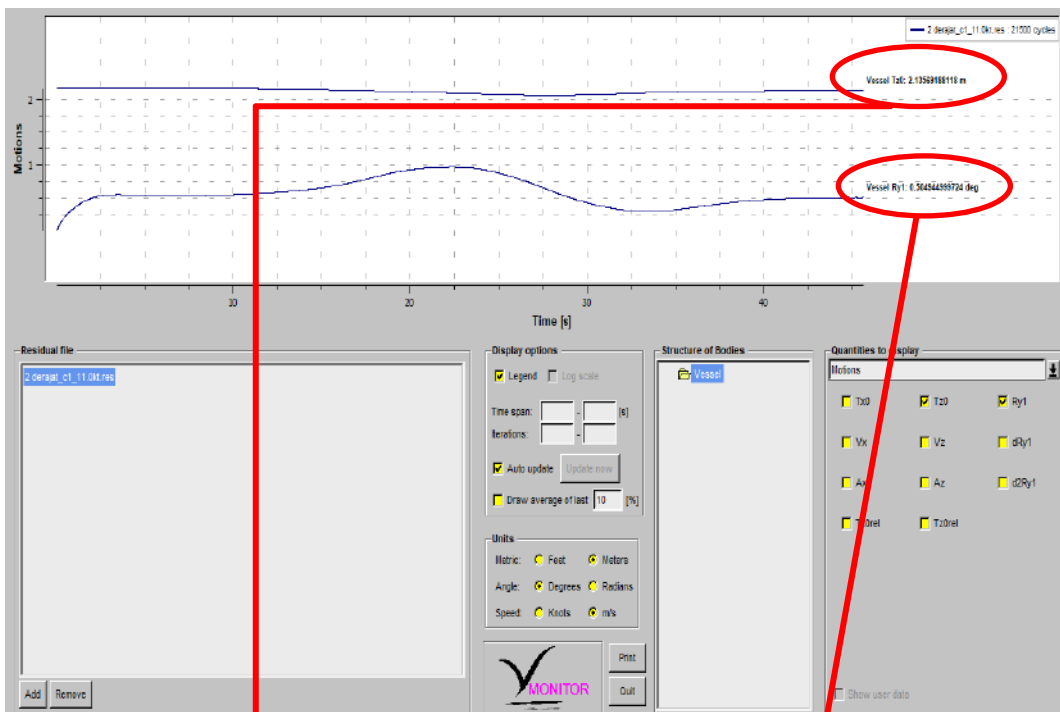 2 derajat_c1_11.0kt.res : 21500 cycles
Vessel Tz0: 2.13569188118 m
2
Motions
1
Vessel Ry1: 0.504944995724 deg
10 20 30 40
Time [s]
Residual file
2 derajat_c1_11.0kt.res
Add Remove
Display options
Legend Log scale
Time span: - [s]
Iterations: -
Auto update Update now
Draw average of last 10 [%]
Units
Metric: Feet Meters
Angle: Degrees Radians
Speed: Knots m/s
MONITOR
Print
Quit
Structure of Bodies
Vessel
Quantities to display
Motions
Tx0 Tz0 Ry1
Vx Vz dRy1
Ax Az d2Ry1
Tz0rel
Show user data